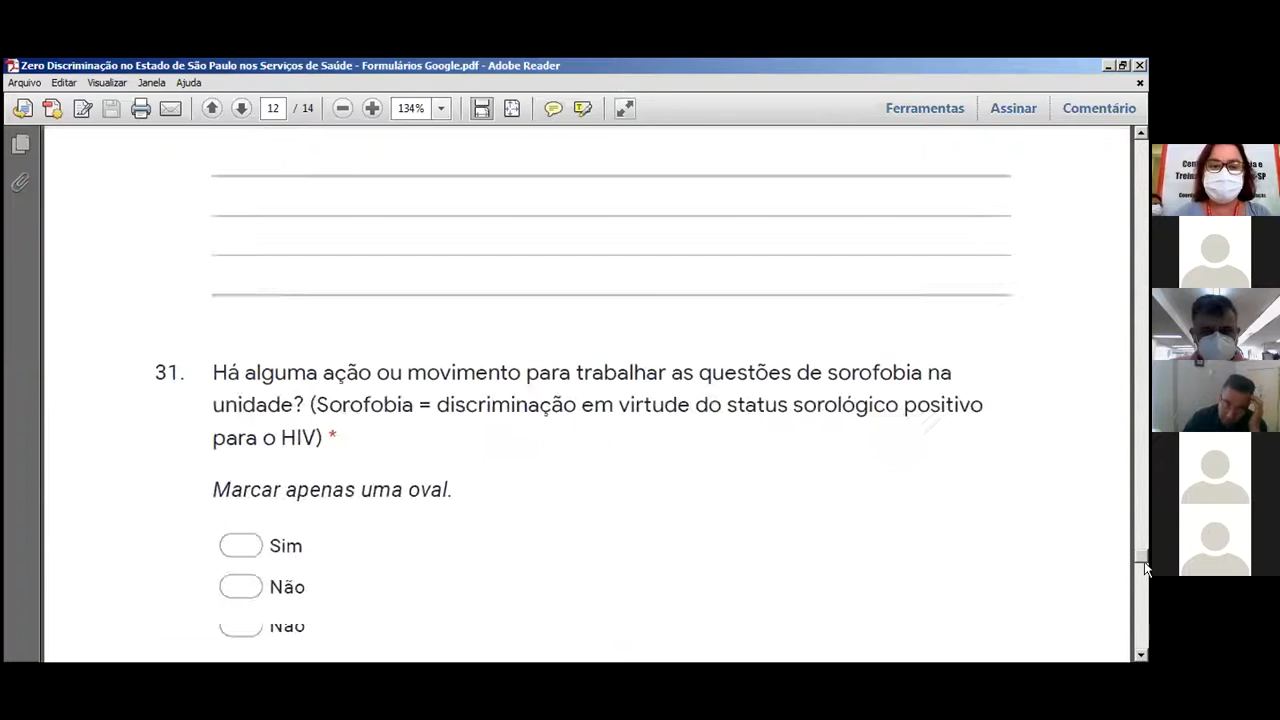 Zero Discriminação no Estado de São Paulo nos Serviços de Saúde - Formulários Google.pdf - Adobe Reader
Arquivo Editar Visualizar Janela Ajuda
12 / 14 134% Ferramentas Assinar Comentário
31. Há alguma ação ou movimento para trabalhar as questões de sorofobia na
unidade? (Sorofobia = discriminação em virtude do status sorológico positivo
para o HIV) *
Marcar apenas uma oval.
Sim
Não
Não